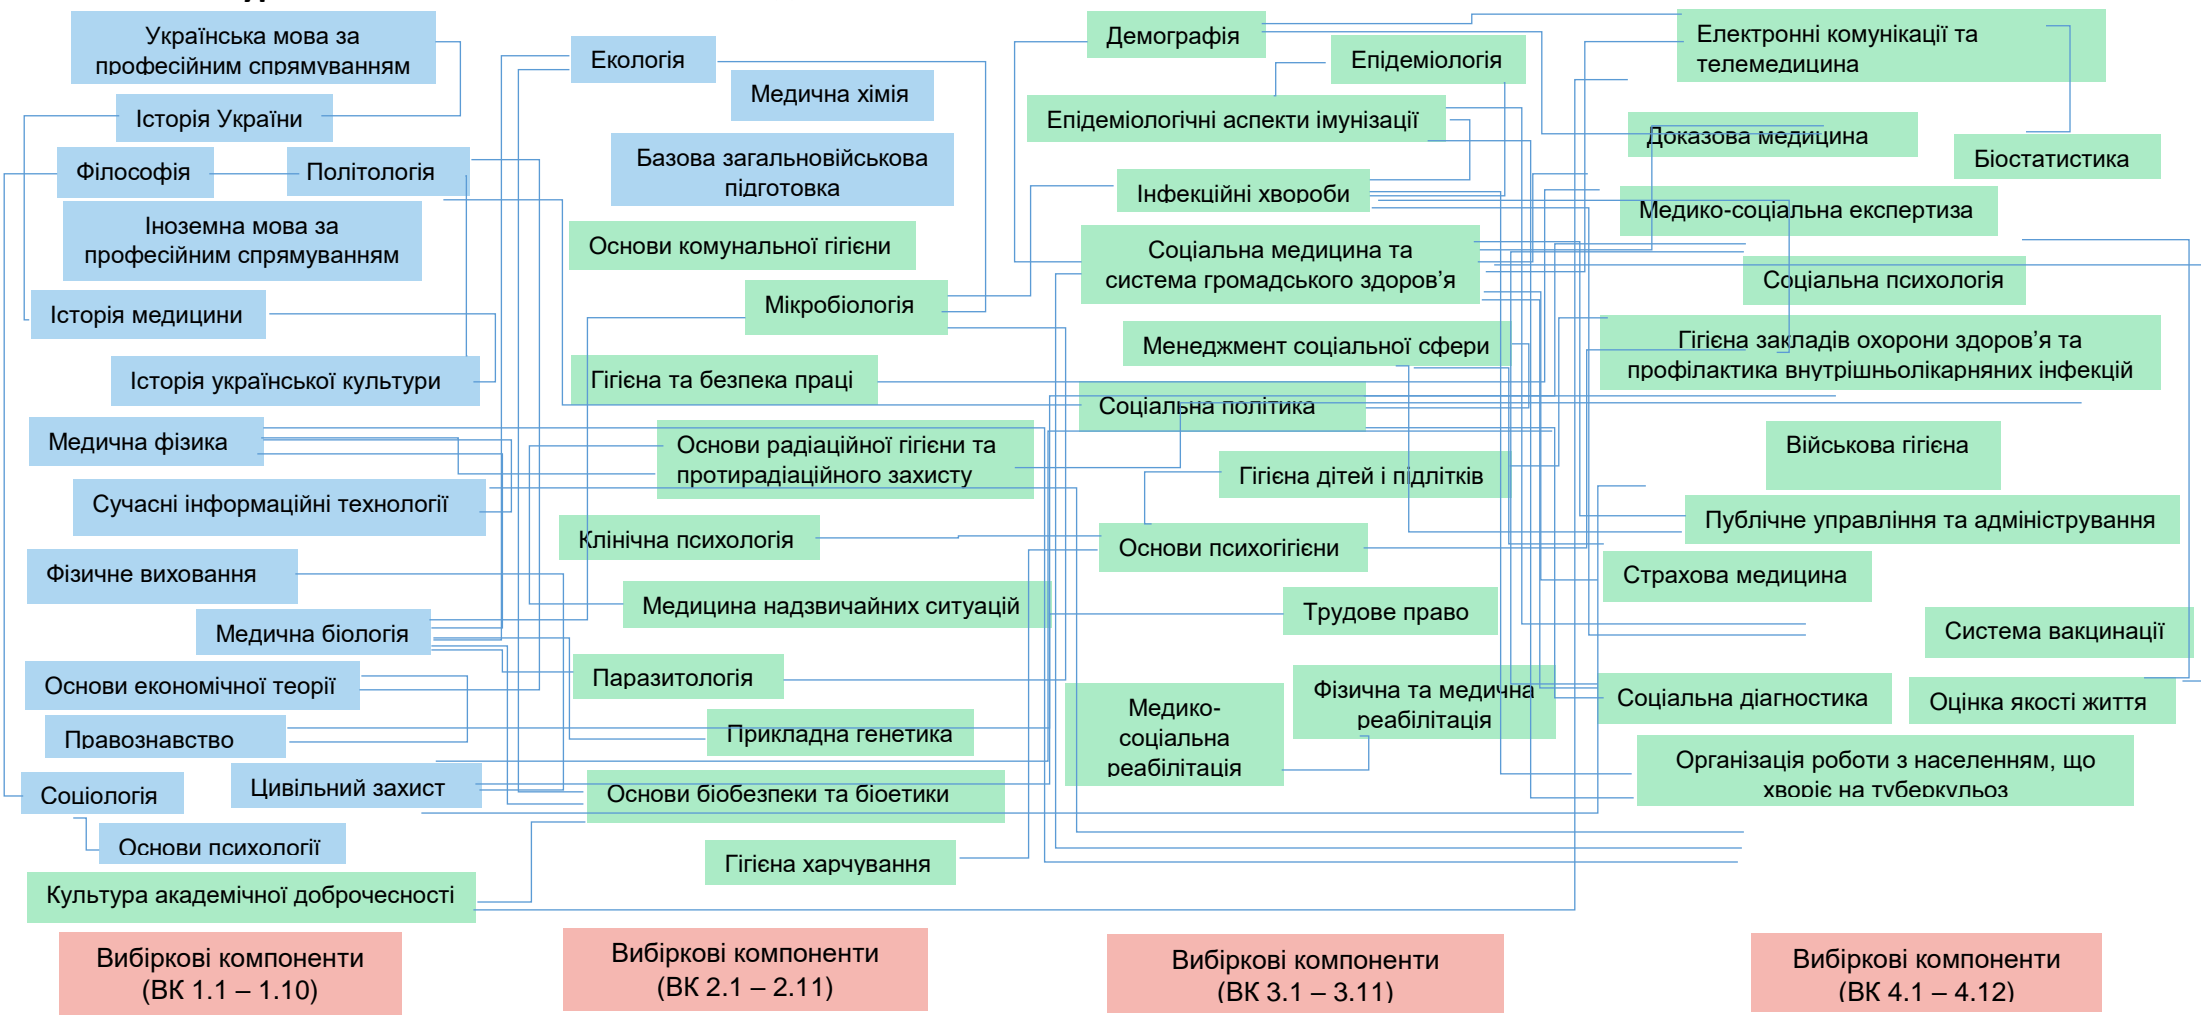 Українська мова за
професійним спрямуванням
Історія України
Філософія
Політологія
Іноземна мова за
професійним спрямуванням
Історія медицини
Історія української культури
Медична фізика
Сучасні інформаційні технології
Фізичне виховання
Медична біологія
Основи економічної теорії
Правознавство
Соціологія
Цивільний захист
Основи психології
Культура академічної доброчесності
Вибіркові компоненти
(ВК 1.1 – 1.10)
Екологія
Медична хімія
Базова загальновійськова
підготовка
Основи комунальної гігієни
Мікробіологія
Гігієна та безпека праці
Основи радіаційної гігієни та
протирадіаційного захисту
Клінічна психологія
Медицина надзвичайних ситуацій
Паразитологія
Прикладна генетика
Основи біобезпеки та біоетики
Гігієна харчування
Вибіркові компоненти
(ВК 2.1 – 2.11)
Демографія
Епідеміологія
Епідеміологічні аспекти імунізації
Інфекційні хвороби
Соціальна медицина та
система громадського здоров’я
Менеджмент соціальної сфери
Соціальна політика
Гігієна дітей і підлітків
Основи психогігієни
Трудове право
Фізична та медична
реабілітація
Медико-
соціальна
реабілітація
Вибіркові компоненти
(ВК 3.1 – 3.11)
Електронні комунікації та
телемедицина
Доказова медицина
Біостатистика
Медико-соціальна експертиза
Соціальна психологія
Гігієна закладів охорони здоров’я та
профілактика внутрішньолікарняних інфекцій
Військова гігієна
Публічне управління та адміністрування
Страхова медицина
Система вакцинації
Соціальна діагностика
Оцінка якості життя
Організація роботи з населенням, що
хворіє на туберкульоз
Вибіркові компоненти
(ВК 4.1 – 4.12)